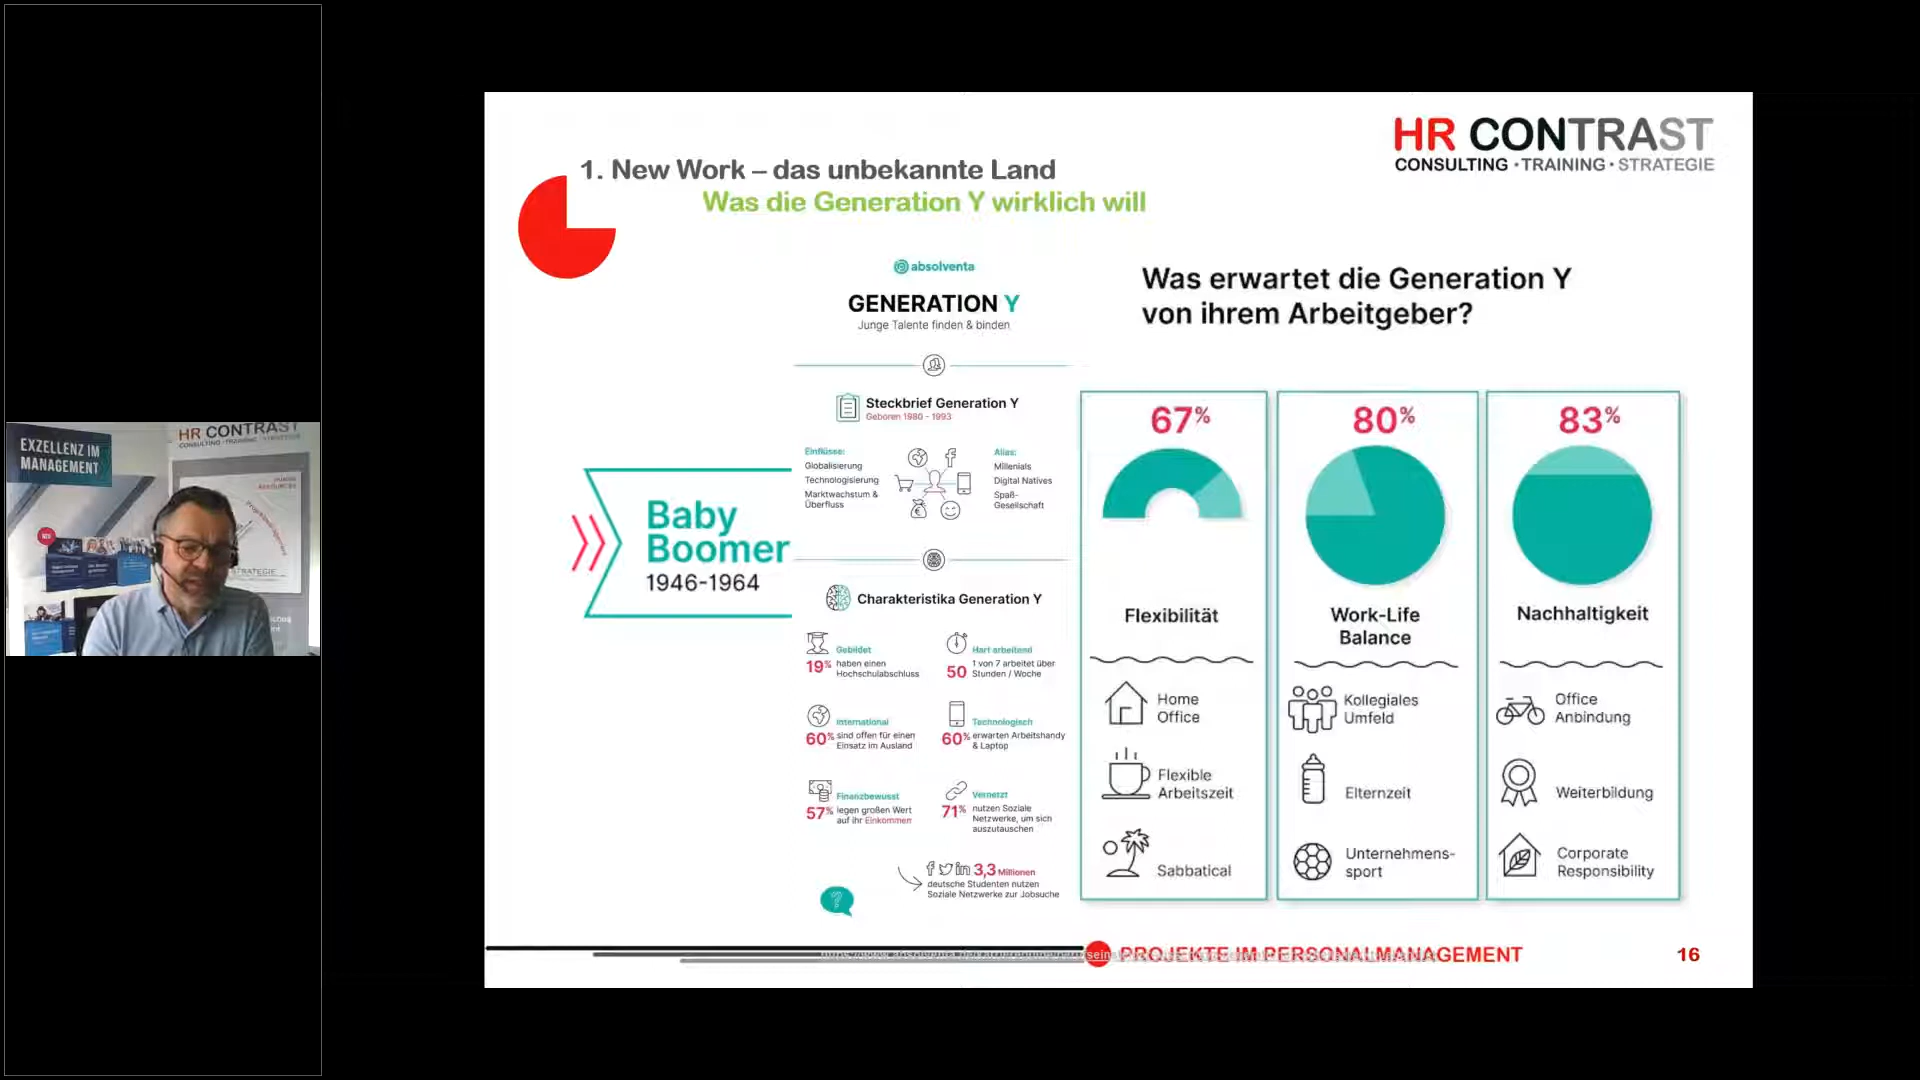 HR CONTRAST
CONSULTING · TRAINING · STRATEGIE
1. New Work – das unbekannte Land
Was die Generation Y wirklich will
absolventa
GENERATION Y
Junge Talente finden & binden
Steckbrief Generation Y
Geboren 1980 - 1993
Einflüsse:
Globalisierung
Technologisierung
Marktwachstum &
Überfluss
Alias:
Millenials
Digital Natives
Spaß-
Gesellschaft
Baby
Boomer
1946-1964
Charakteristika Generation Y
Gebildet
19% haben einen
Hochschulabschluss
Hart arbeitend
50 1 von 7 arbeitet über
Stunden / Woche
International
60% sind offen für einen
Einsatz im Ausland
Technologisch
60% erwarten Arbeitshandy
& Laptop
Finanzbewusst
57% legen großen Wert
auf ihr Einkommen
Vernetzt
71% nutzen Soziale
Netzwerke, um sich
auszutauschen
3,3 Millionen
deutsche Studenten nutzen
Soziale Netzwerke zur Jobsuche
?
Was erwartet die Generation Y
von ihrem Arbeitgeber?
67%
Flexibilität
Home
Office
Flexible
Arbeitszeit
Sabbatical
80%
Work-Life
Balance
Kollegiales
Umfeld
Elternzeit
Unternehmens-
sport
83%
Nachhaltigkeit
Office
Anbindung
Weiterbildung
Corporate
Responsibility
PROJEKTE IM PERSONALMANAGEMENT
16
EXZELLENZ IM
MANAGEMENT
HR CONTRAST